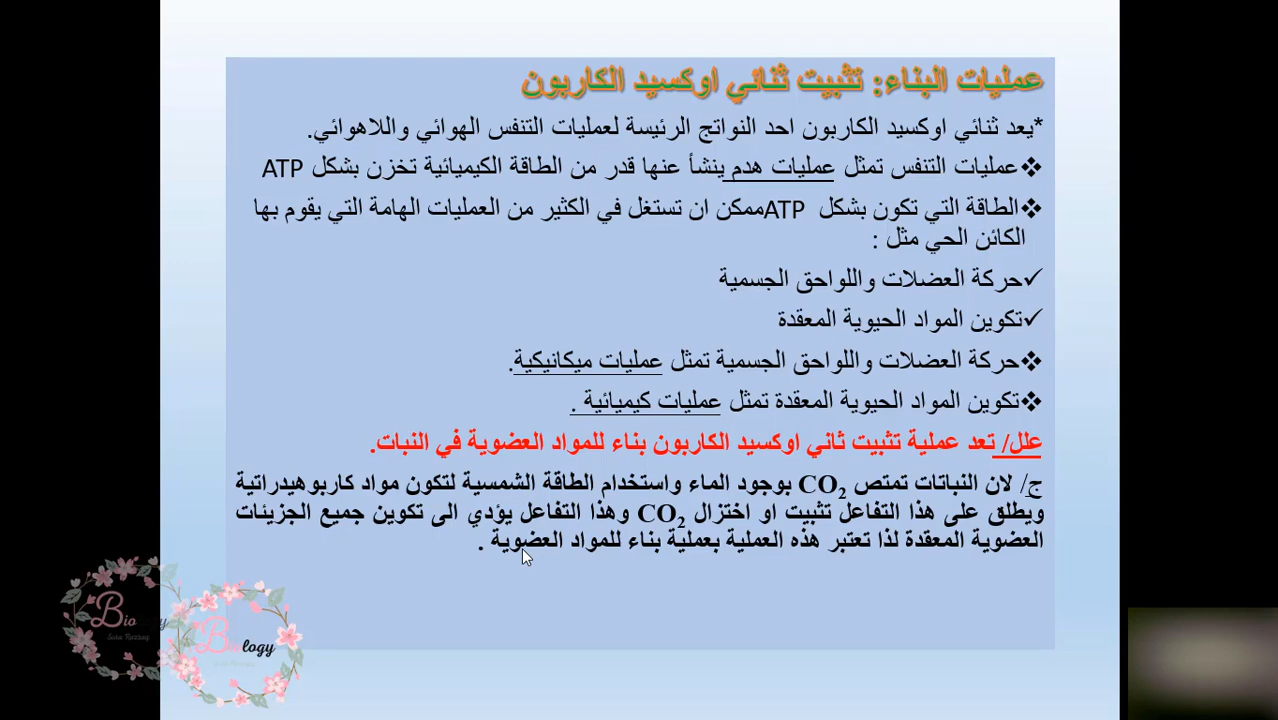 عمليات البناء: تثبيت ثنائي اوكسيد الكاربون
*يعد ثنائي اوكسيد الكاربون احد النواتج الرئيسة لعمليات التنفس الهوائي واللاهوائي.
❖عمليات التنفس تمثل عمليات هدم ينشأ عنها قدر من الطاقة الكيميائية تخزن بشكل ATP
❖الطاقة التي تكون بشكل ATPممكن ان تستغل في الكثير من العمليات الهامة التي يقوم بها
الكائن الحي مثل :
✓حركة العضلات واللواحق الجسمية
✓تكوين المواد الحيوية المعقدة
❖حركة العضلات واللواحق الجسمية تمثل عمليات ميكانيكية.
❖تكوين المواد الحيوية المعقدة تمثل عمليات كيميائية .
علل/ تعد عملية تثبيت ثاني اوكسيد الكاربون بناء للمواد العضوية في النبات.
ج/ لان النباتات تمتص CO2 بوجود الماء واستخدام الطاقة الشمسية لتكون مواد كاربوهيدراتية
ويطلق على هذا التفاعل تثبيت او اختزال CO2 وهذا التفاعل يؤدي الى تكوين جميع الجزيئات
العضوية المعقدة لذا تعتبر هذه العملية بعملية بناء للمواد العضوية .
Biology
Biology